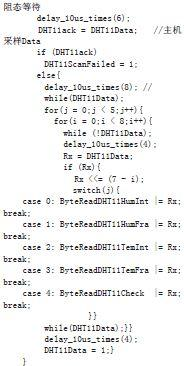 阻态等待
delay_10us_times(6);
DHT11ack = DHT11Data;   //主机
采样Data
if (DHT11ack)
DHT11ScanFailed = 1;
else{
delay_10us_times(8); //
while(DHT11Data);
for(j = 0;j < 5;j++){
for(i = 0;i < 8;i++){
while (!DHT11Data);
delay_10us_times(4);
Rx = DHT11Data;
if (Rx){
Rx <<= (7 - i);
switch(j){
case 0: ByteReadDHT11HumInt |= Rx;
break;
case 1: ByteReadDHT11HumFra |= Rx;
break;
case 2: ByteReadDHT11TemInt |= Rx;
break;
case 3: ByteReadDHT11TemFra |= Rx;
break;
case 4: ByteReadDHT11Check  |= Rx;
break;
}}
while(DHT11Data);}}
delay_10us_times(4);
DHT11Data = 1;}
}